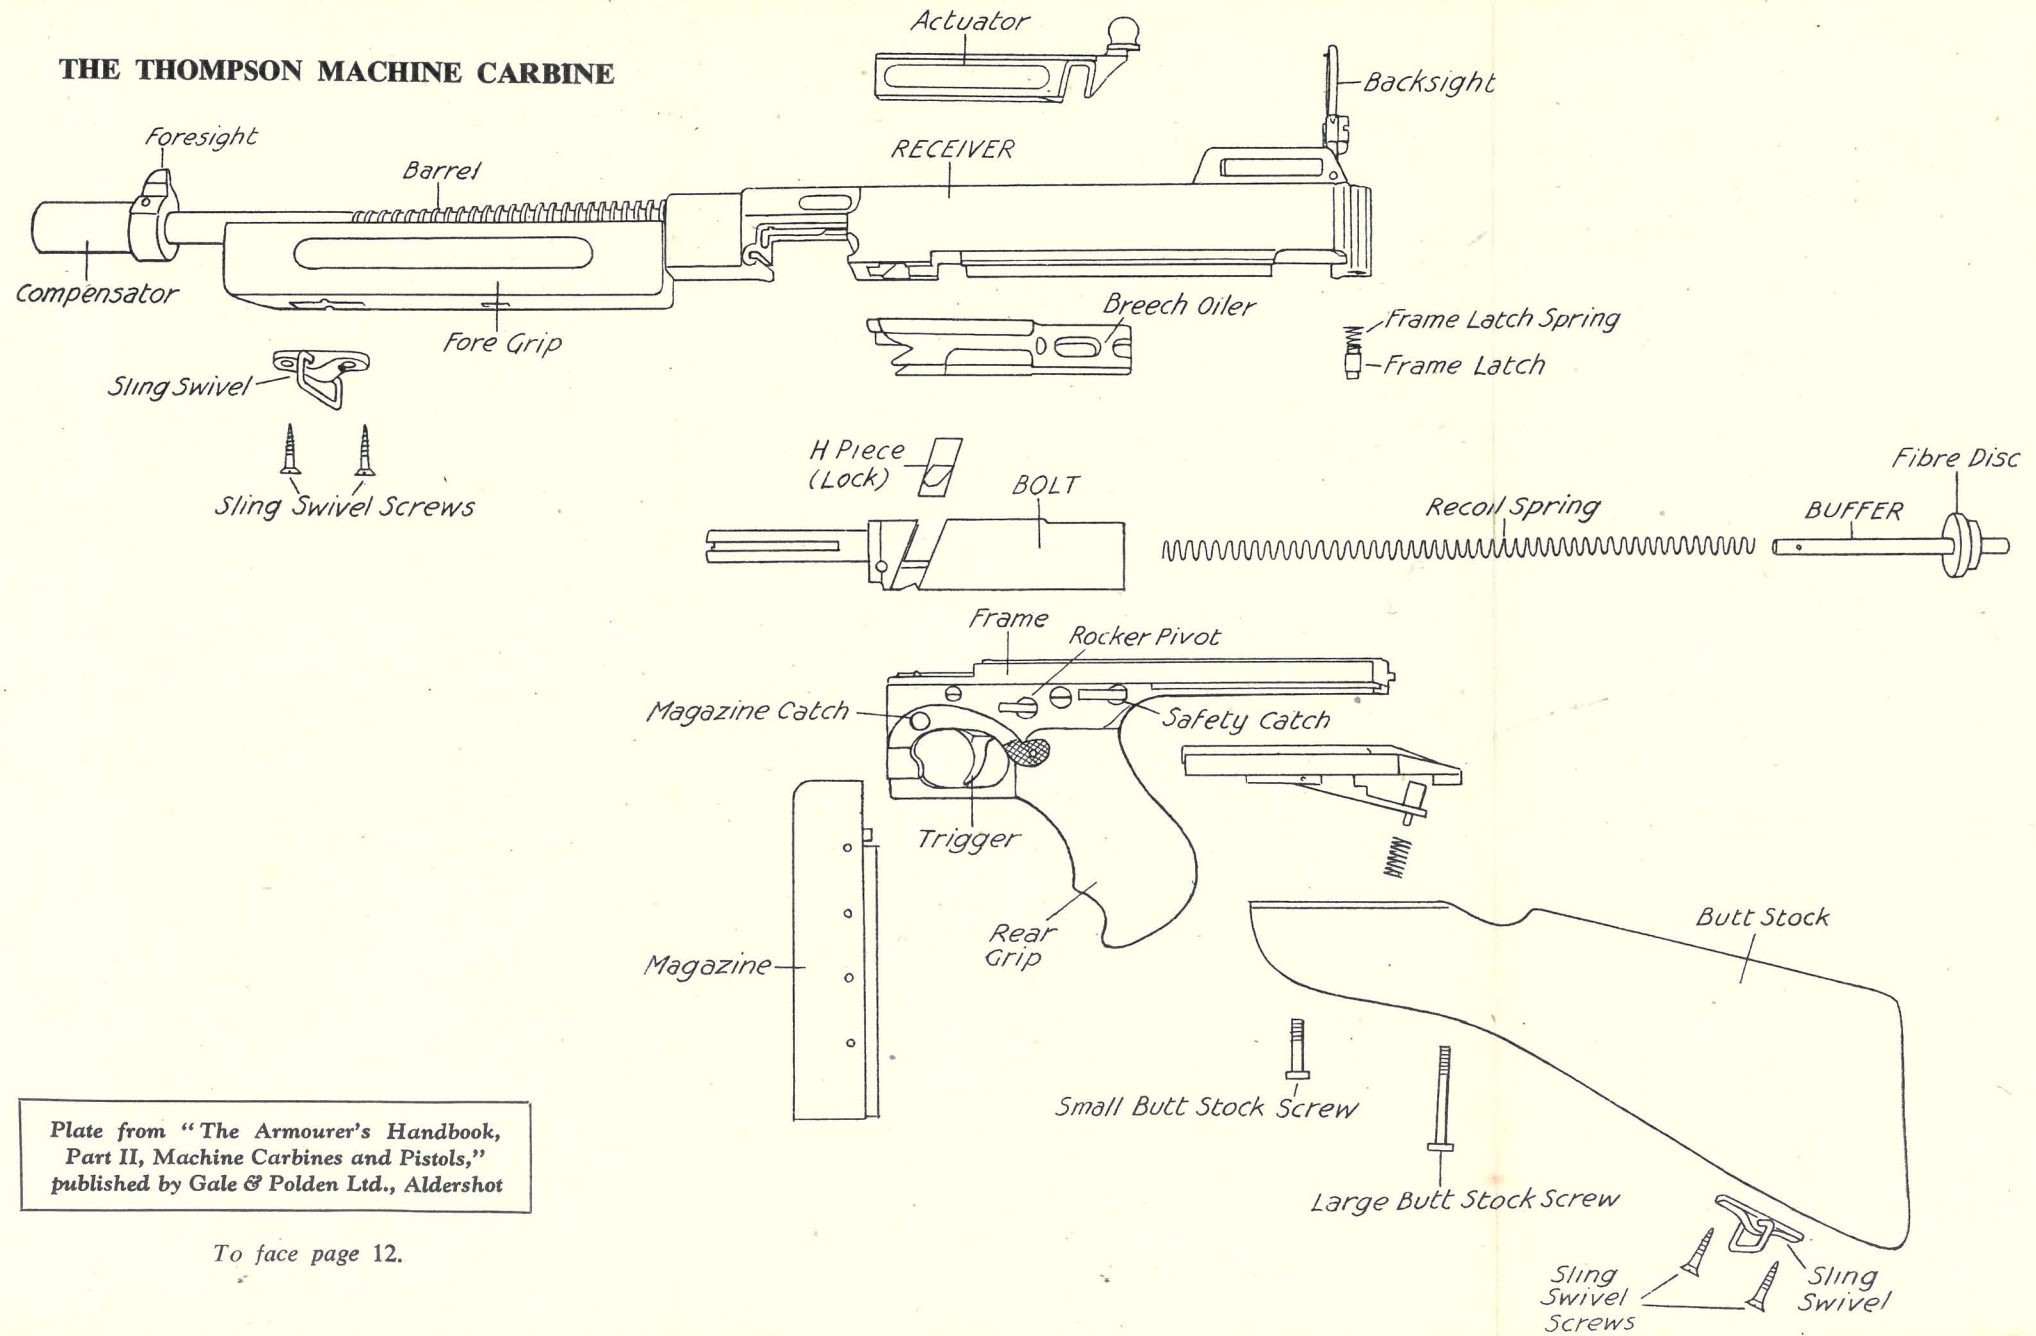 THE THOMPSON MACHINE CARBINE
Actuator
Backsight
Foresight
Barrel
RECEIVER
Compensator
Fore Grip
Breech Oiler
Frame Latch Spring
Frame Latch
Sling Swivel
Sling Swivel Screws
H Piece
(Lock)
BOLT
Recoil Spring
BUFFER
Fibre Disc
Frame
Rocker Pivot
Magazine Catch
Safety Catch
Trigger
Rear
Grip
Magazine
Butt Stock
Small Butt Stock Screw
Large Butt Stock Screw
Sling
Swivel
Screws
Sling
Swivel
Plate from "The Armourer's Handbook,
Part II, Machine Carbines and Pistols,"
published by Gale & Polden Ltd., Aldershot
To face page 12.